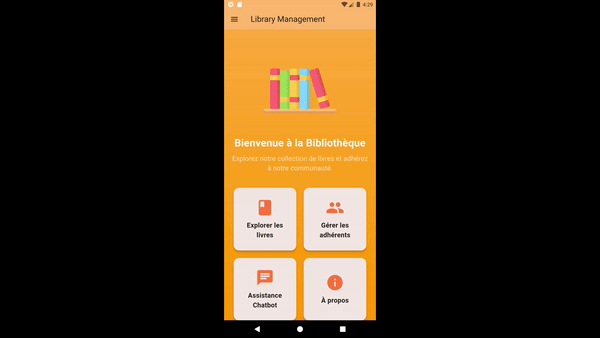 4:29
Library Management
Bienvenue à la Bibliothèque
Explorez notre collection de livres et adhérez
à notre communauté.
Explorer les
livres
Gérer les
adhérents
Assistance
Chatbot
À propos